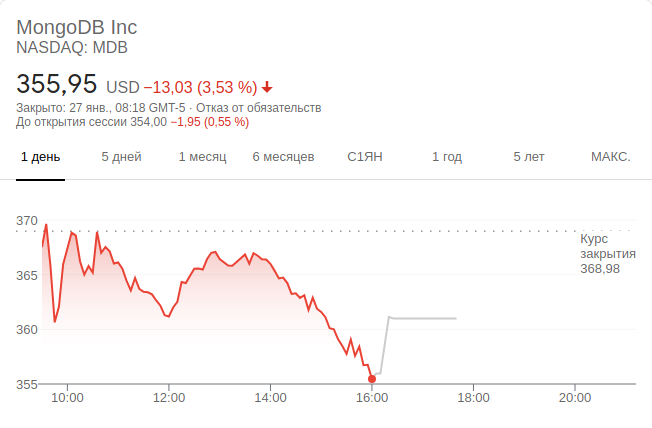 MongoDB Inc
NASDAQ: MDB
355,95 USD −13,03 (3,53 %)
Закрыто: 27 янв., 08:18 GMT-5 · Отказ от обязательств
До открытия сессии 354,00 −1,95 (0,55 %)
1 день 5 дней 1 месяц 6 месяцев С1ЯН 1 год 5 лет МАКС.
370
Курс
закрытия
368,98
365
360
355
10:00 12:00 14:00 16:00 18:00 20:00